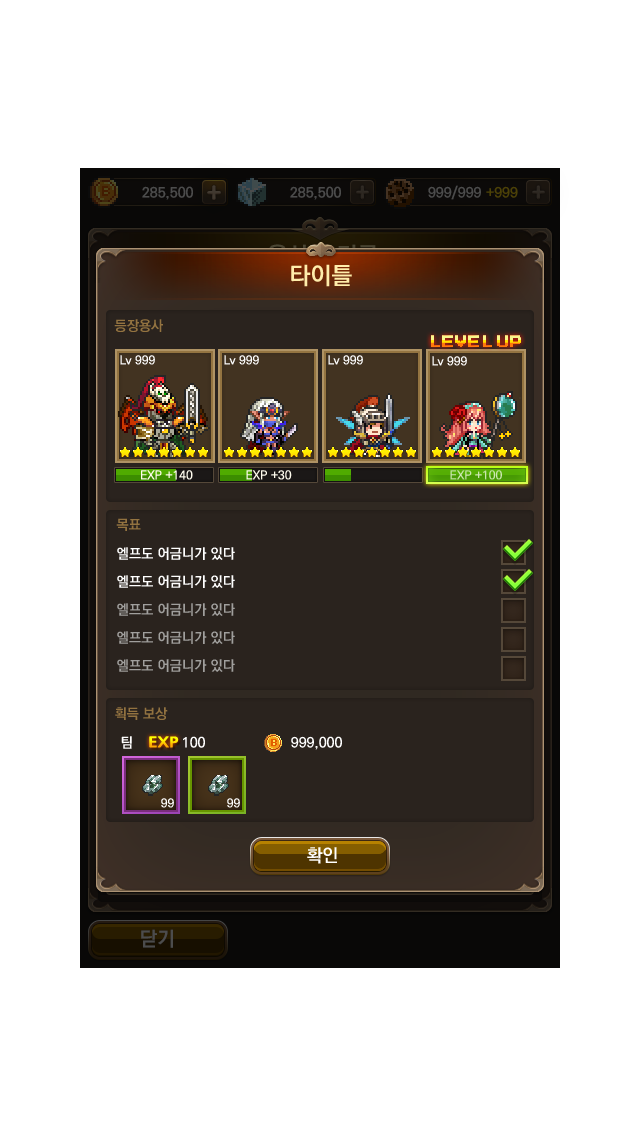 285,500
285,500
999/999 +999
타이틀
등장용사
LEVEL UP
Lv 999
Lv 999
Lv 999
Lv 999
EXP +140
EXP +30
EXP +100
목표
엘프도 어금니가 있다
엘프도 어금니가 있다
엘프도 어금니가 있다
엘프도 어금니가 있다
엘프도 어금니가 있다
획득 보상
팀 EXP 100 999,000
99
99
확인
닫기